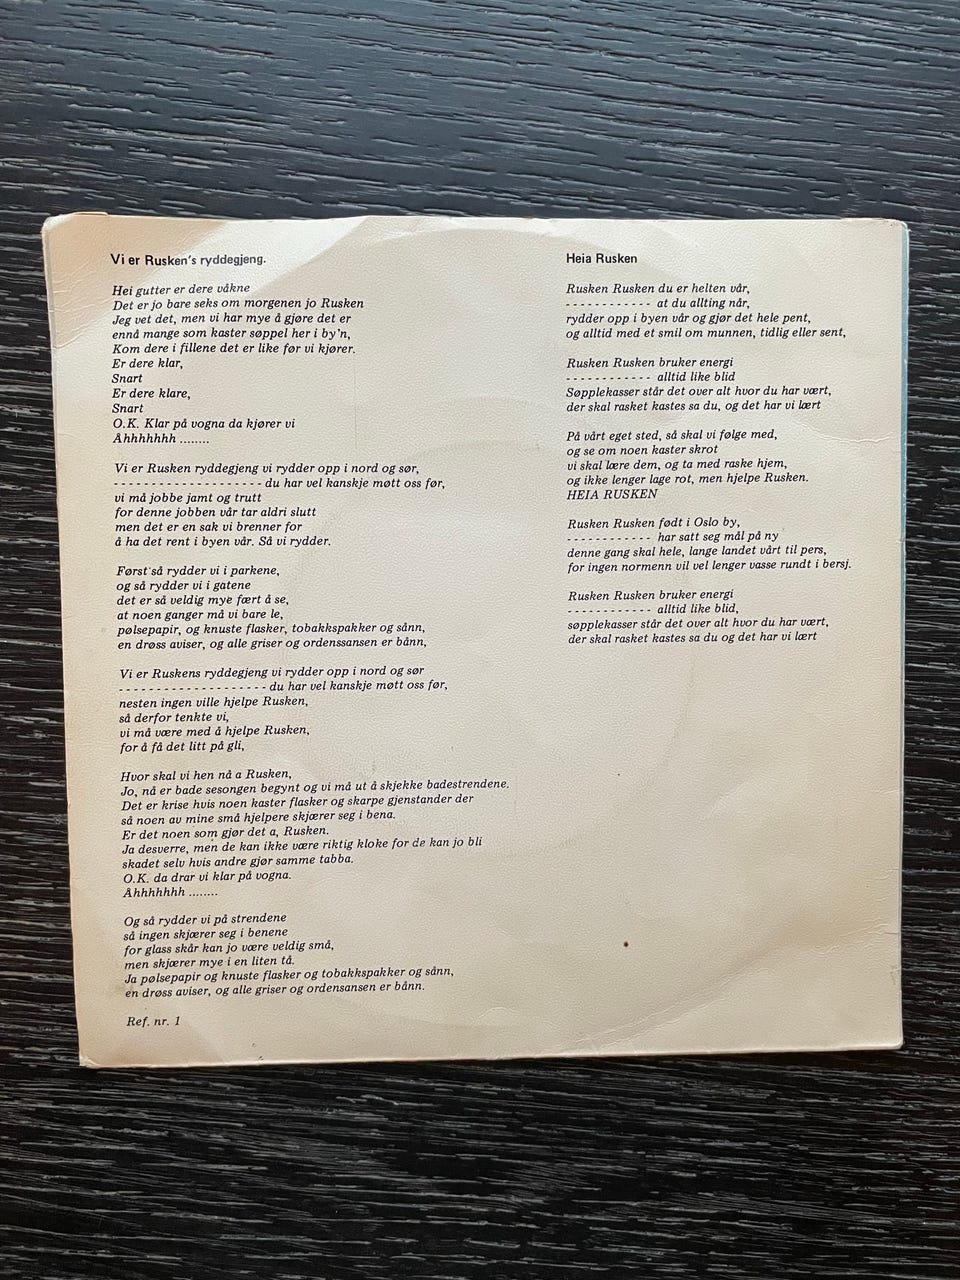 Vi er Rusken's ryddegjeng.
Hei gutter er dere våkne
Det er jo bare seks om morgenen jo Rusken
Jeg vet det, men vi har mye å gjøre det er
ennå mange som kaster søppel her i by'n,
Kom dere i fillene det er like før vi kjører.
Er dere klar,
Snart
Er dere klare,
Snart
O.K. Klar på vogna da kjører vi
Ahhhhhhh ........
Vi er Rusken ryddegjeng vi rydder opp i nord og sør,
- - - - - - - - - - - - - - - - - - - - - du har vel kanskje møtt oss før,
vi må jobbe jamt og trutt
for denne jobben vår tar aldri slutt
men det er en sak vi brenner for
å ha det rent i byen vår. Så vi rydder.
Først så rydder vi i parkene,
og så rydder vi i gatene
det er så veldig mye fært å se,
at noen ganger må vi bare le,
pølsepapir, og knuste flasker, tobakkspakker og sånn,
en drøss aviser, og alle griser og ordenssansen er bånn,
Vi er Ruskens ryddegjeng vi rydder opp i nord og sør
- - - - - - - - - - - - - - - - - - - - - du har vel kanskje møtt oss før,
nesten ingen ville hjelpe Rusken,
så derfor tenkte vi,
vi må være med å hjelpe Rusken,
for å få det litt på gli,
Hvor skal vi hen nå a Rusken,
Jo, nå er bade sesongen begynt og vi må ut å skjekke badestrendene.
Det er krise hvis noen kaster flasker og skarpe gjenstander der
så noen av mine små hjelpere skjærer seg i bena.
Er det noen som gjør det a, Rusken.
Ja desverre, men de kan ikke være riktig kloke for de kan jo bli
skadet selv hvis andre gjør samme tabba.
O.K. da drar vi klar på vogna.
Ahhhhhhh ........
Og så rydder vi på strendene
så ingen skjærer seg i benene
for glass skår kan jo være veldig små,
men skjærer mye i en liten tå.
Ja pølsepapir og knuste flasker og tobakkspakker og sånn,
en drøss aviser, og alle griser og ordensansen er bånn.
Ref. nr. 1
Heia Rusken
Rusken Rusken du er helten vår,
- - - - - - - - - - - - at du allting når,
rydder opp i byen vår og gjør det hele pent,
og alltid med et smil om munnen, tidlig eller sent,
Rusken Rusken bruker energi
- - - - - - - - - - - - alltid like blid
Søpplekasser står det over alt hvor du har vært,
der skal rasket kastes sa du, og det har vi lært
På vårt eget sted, så skal vi følge med,
og se om noen kaster skrot
vi skal lære dem, og ta med raske hjem,
og ikke lenger lage rot, men hjelpe Rusken.
HEIA RUSKEN
Rusken Rusken født i Oslo by,
- - - - - - - - - - - - har satt seg mål på ny
denne gang skal hele, lange landet vårt til pers,
for ingen normenn vil vel lenger vasse rundt i bersj.
Rusken Rusken bruker energi
- - - - - - - - - - - - alltid like blid,
søpplekasser står det over alt hvor du har vært,
der skal rasket kastes sa du og det har vi lært